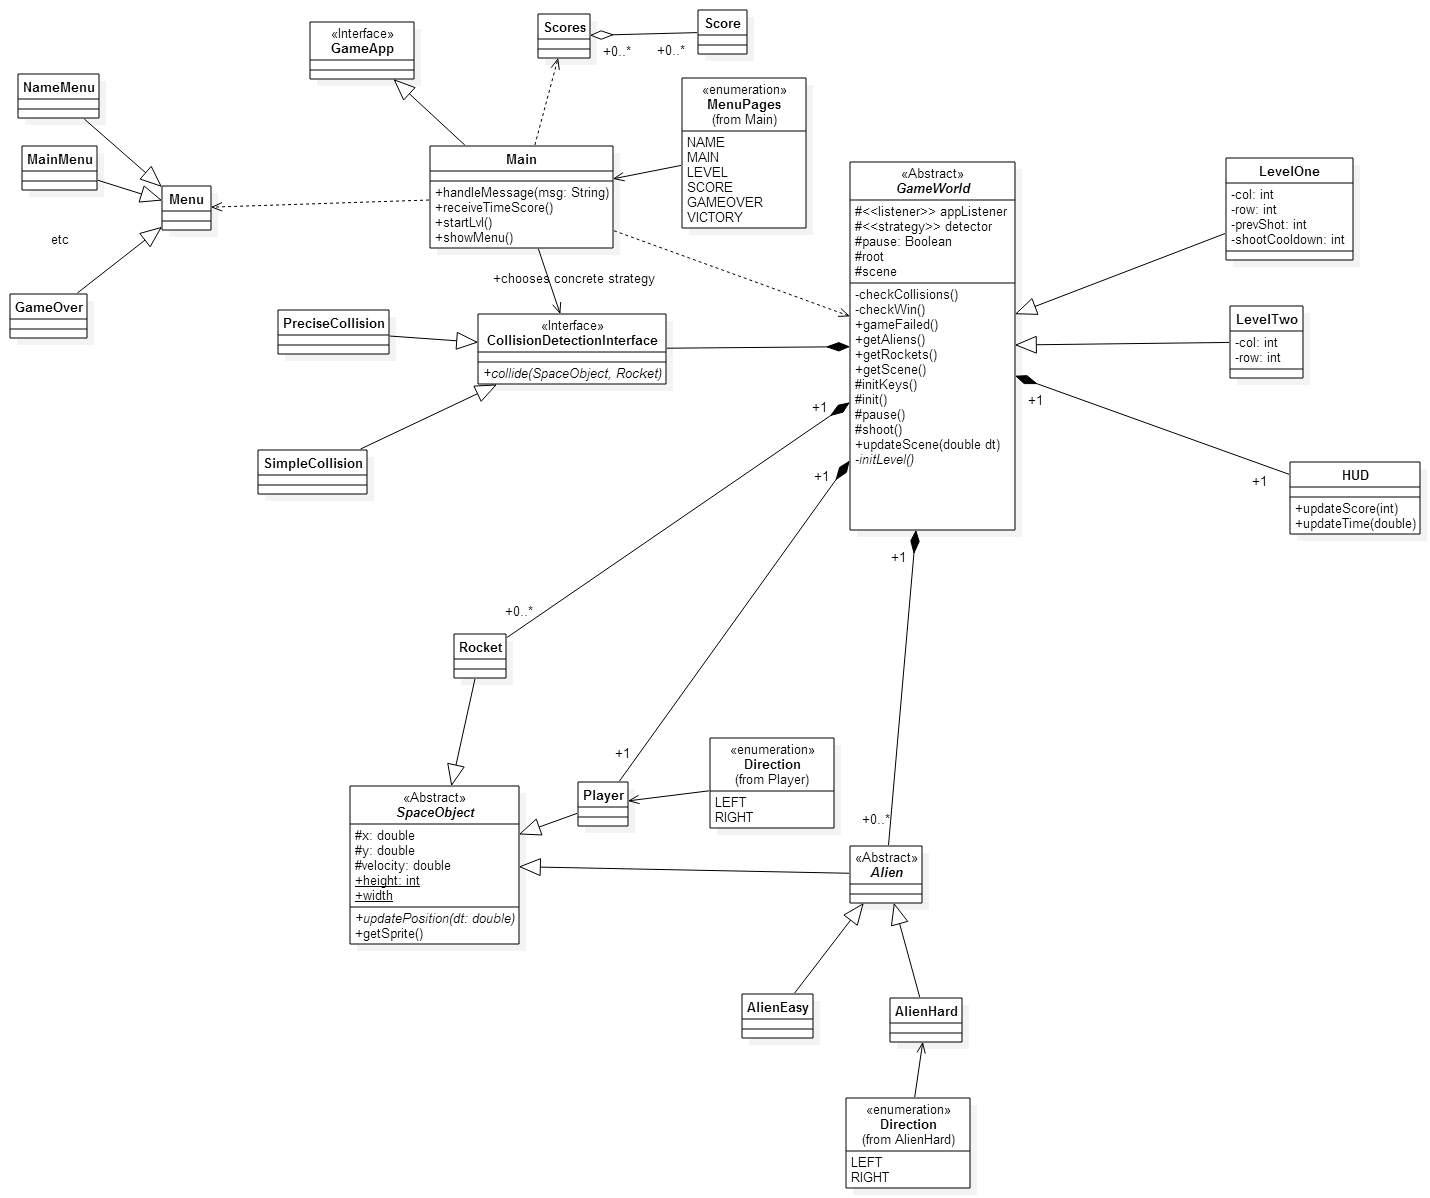 «Interface»
GameApp
Scores
+0..*
+0..*
Score
NameMenu
MainMenu
Menu
etc
GameOver
Main
+handleMessage(msg: String)
+receiveTimeScore()
+startLvl()
+showMenu()
«enumeration»
MenuPages
(from Main)
NAME
MAIN
LEVEL
SCORE
GAMEOVER
VICTORY
+chooses concrete strategy
PreciseCollision
«Interface»
CollisionDetectionInterface
+collide(SpaceObject, Rocket)
SimpleCollision
«Abstract»
GameWorld
#<<listener>> appListener
#<<strategy>> detector
#pause: Boolean
#root
#scene
-checkCollisions()
-checkWin()
+gameFailed()
+getAliens()
+getRockets()
+getScene()
#initKeys()
#init()
#pause()
#shoot()
+updateScene(double dt)
-initLevel()
LevelOne
-col: int
-row: int
-prevShot: int
-shootCooldown: int
LevelTwo
-col: int
-row: int
+1
+1
HUD
+updateScore(int)
+updateTime(double)
+1
+1
+1
+0..*
Rocket
+1
«enumeration»
Direction
(from Player)
LEFT
RIGHT
Player
«Abstract»
SpaceObject
#x: double
#y: double
#velocity: double
+height: int
+width
+updatePosition(dt: double)
+getSprite()
+0..*
«Abstract»
Alien
AlienEasy
AlienHard
«enumeration»
Direction
(from AlienHard)
LEFT
RIGHT